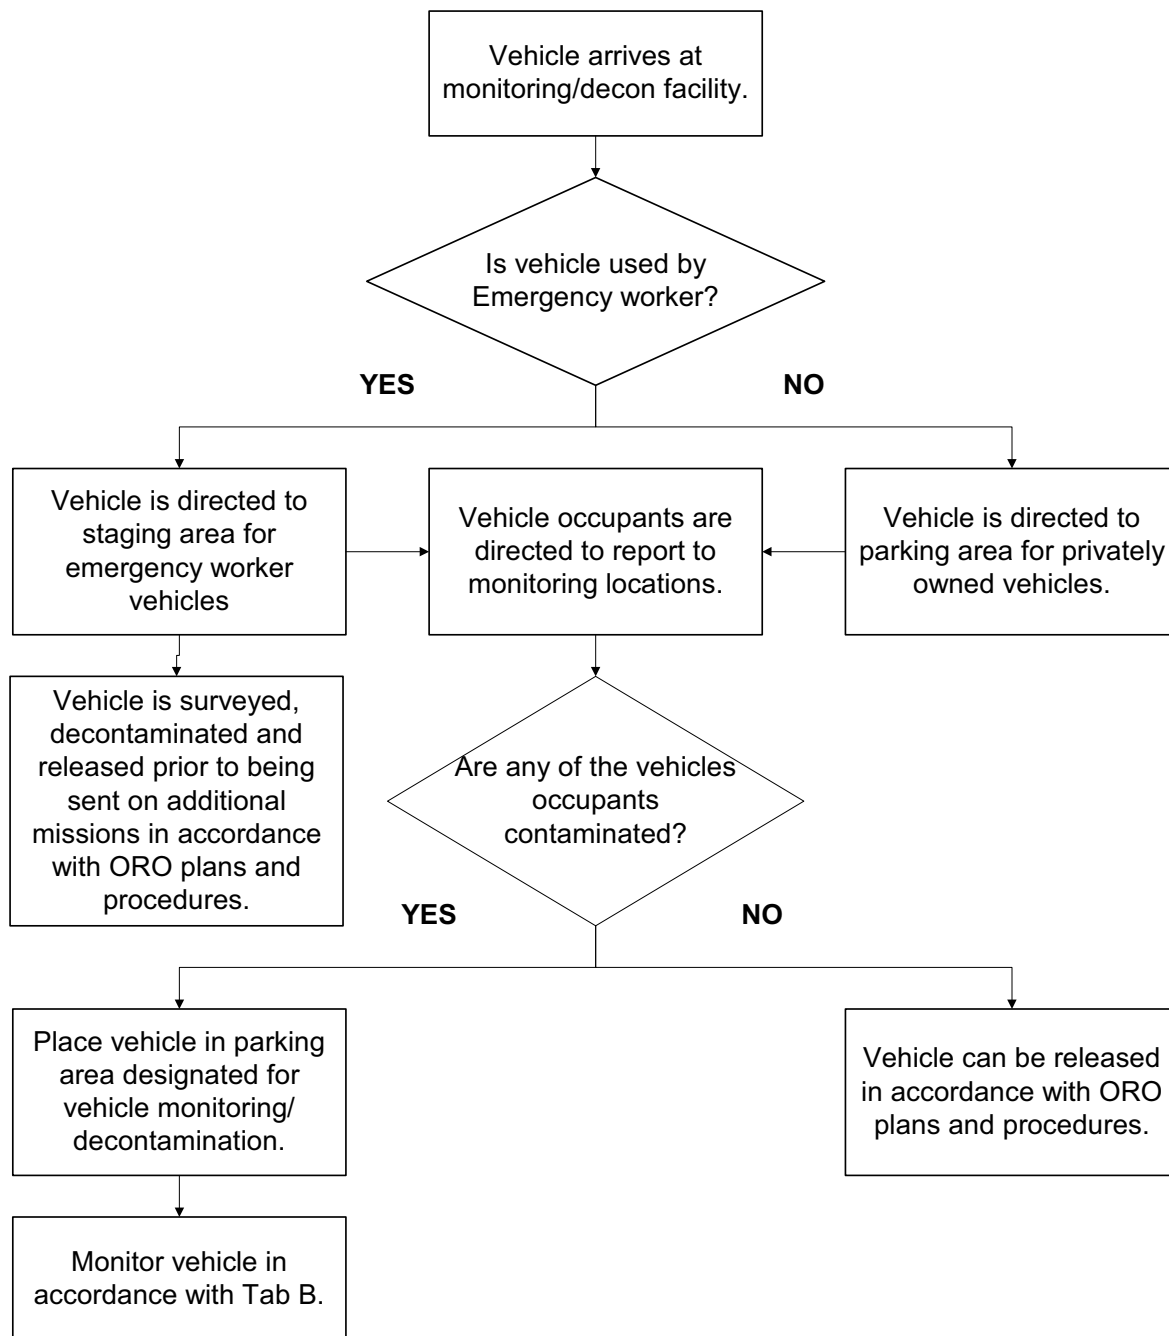 Vehicle arrives at
monitoring/decon facility.
Is vehicle used by
Emergency worker?
YES
NO
Vehicle is directed to
staging area for
emergency worker
vehicles
Vehicle occupants are
directed to report to
monitoring locations.
Vehicle is directed to
parking area for privately
owned vehicles.
Vehicle is surveyed,
decontaminated and
released prior to being
sent on additional
missions in accordance
with ORO plans and
procedures.
Are any of the vehicles
occupants
contaminated?
YES
NO
Place vehicle in parking
area designated for
vehicle monitoring/
decontamination.
Vehicle can be released
in accordance with ORO
plans and procedures.
Monitor vehicle in
accordance with Tab B.